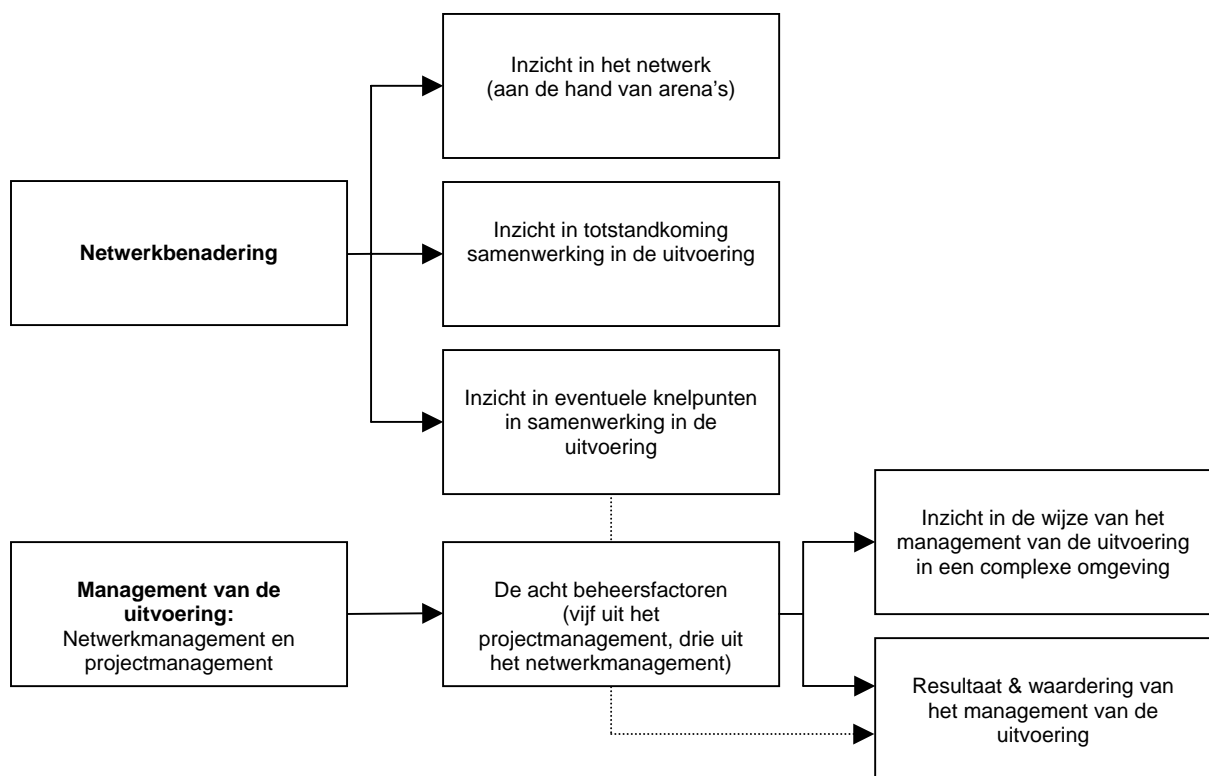 Inzicht in het netwerk
(aan de hand van arena’s)
Netwerkbenadering
Inzicht in totstandkoming
samenwerking in de uitvoering
Inzicht in eventuele knelpunten
in samenwerking in de
uitvoering
Management van de
uitvoering:
Netwerkmanagement en
projectmanagement
De acht beheersfactoren
(vijf uit het
projectmanagement, drie uit
het netwerkmanagement)
Inzicht in de wijze van het
management van de uitvoering
in een complexe omgeving
Resultaat & waardering van
het management van de
uitvoering